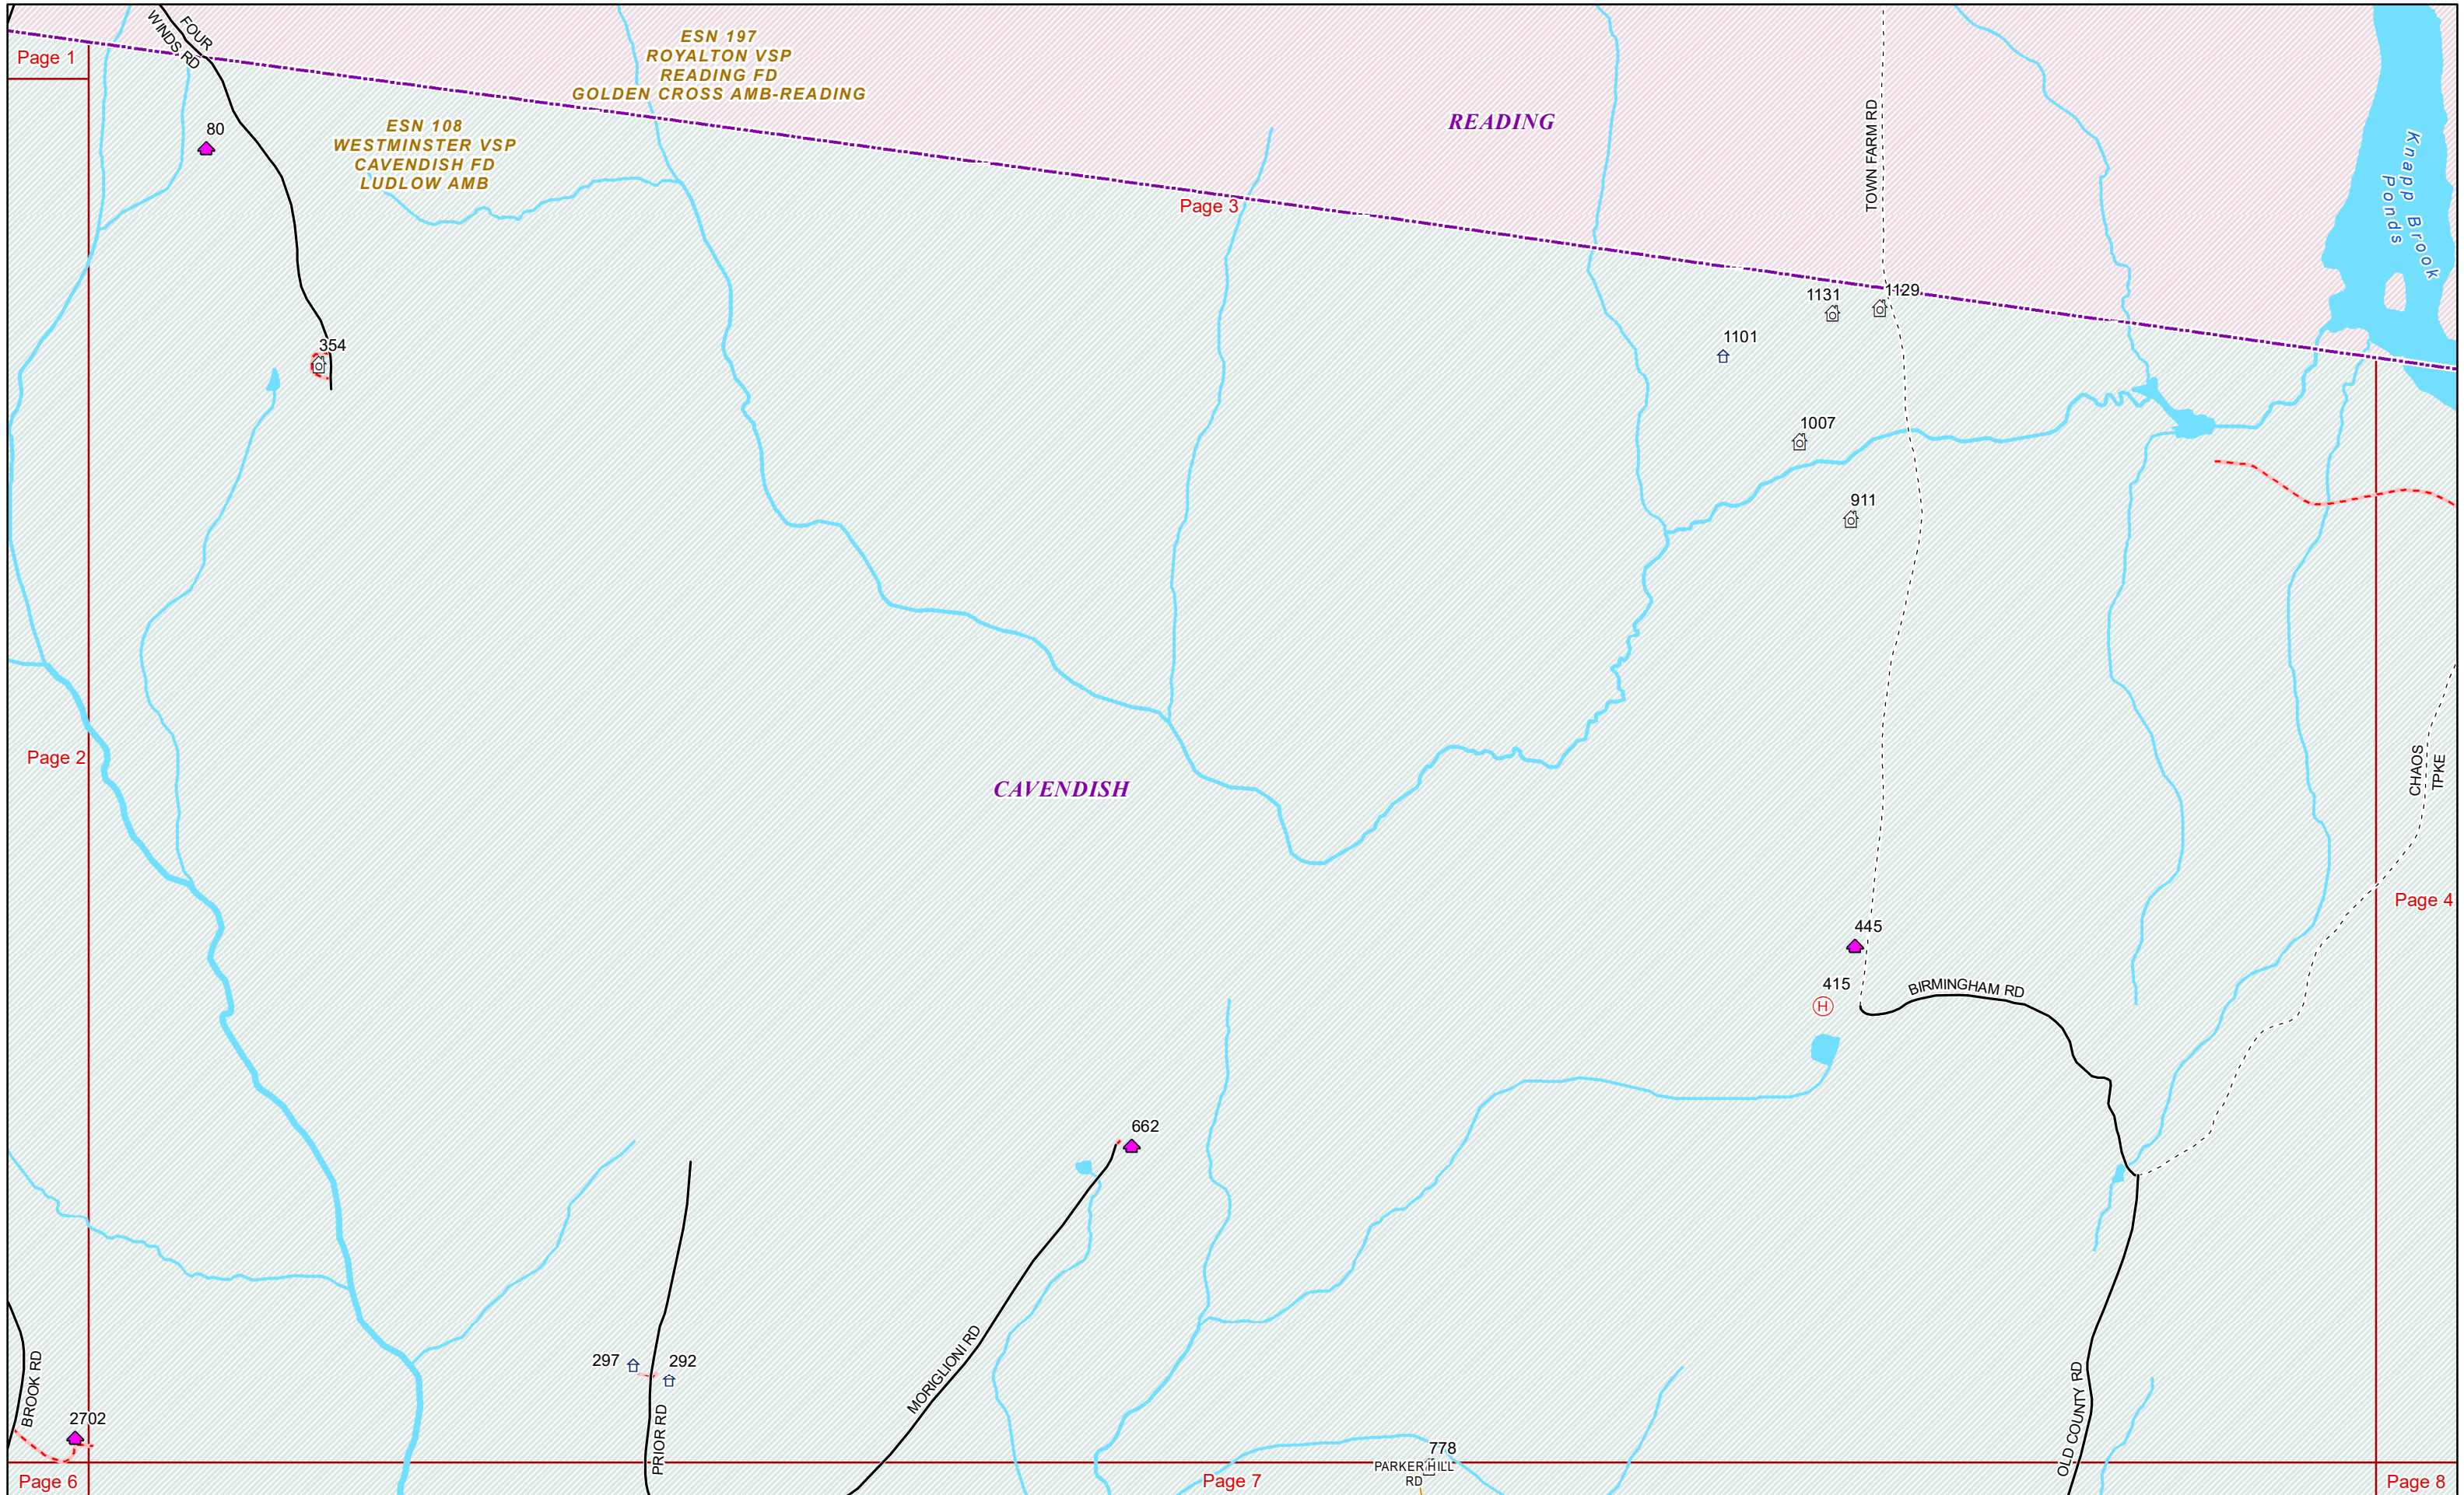 FOUR
WINDS RD
Page 1
ESN 197
ROYALTON VSP
READING FD
GOLDEN CROSS AMB-READING
80
ESN 108
WESTMINSTER VSP
CAVENDISH FD
LUDLOW AMB
READING
TOWN FARM RD
Knapp Brook
Ponds
Page 3
1131
1129
354
1101
1007
911
Page 2
CAVENDISH
CHAOS
TPKE
Page 4
445
415
H
BIRMINGHAM RD
662
MORIGLIONI RD
297
292
BROOK RD
2702
PRIOR RD
OLD COUNTY RD
778
PARKER HILL
RD
Page 6
Page 7
Page 8